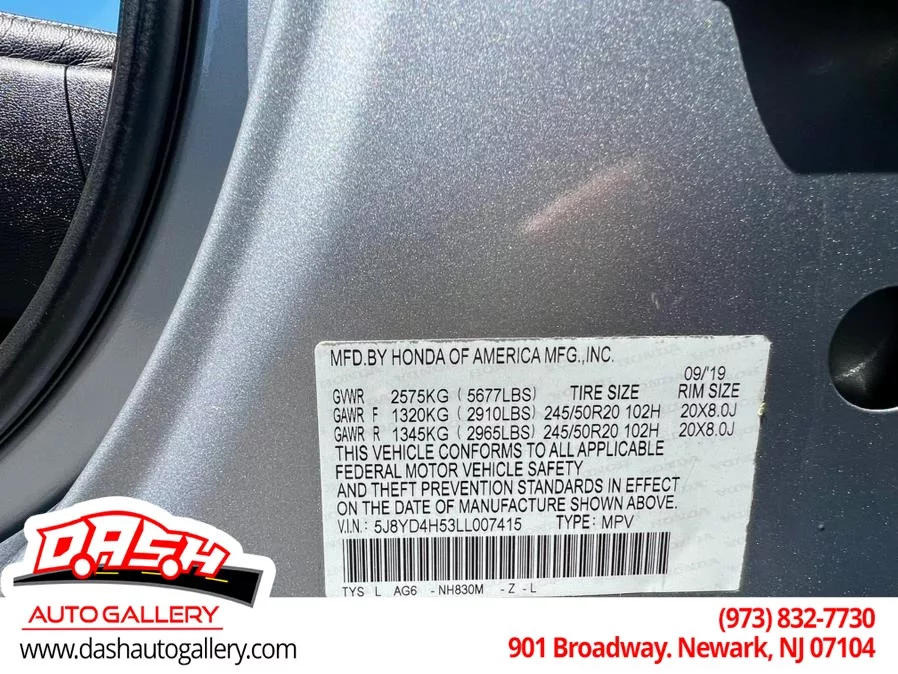 MFD.BY HONDA OF AMERICA MFG.,INC.
09/'19
GVWR 2575KG (5677LBS) TIRE SIZE RIM SIZE
GAWR F 1320KG (2910LBS) 245/50R20 102H 20X8.0J
GAWR R 1345KG (2965LBS) 245/50R20 102H 20X8.0J
THIS VEHICLE CONFORMS TO ALL APPLICABLE
FEDERAL MOTOR VEHICLE SAFETY
AND THEFT PREVENTION STANDARDS IN EFFECT
ON THE DATE OF MANUFACTURE SHOWN ABOVE.
V.I.N.: 5J8YD4H53LL007415 TYPE: MPV
TYS L AG6 -NH830M -Z -L
DASH
AUTO GALLERY
www.dashautogallery.com
(973) 832-7730
901 Broadway. Newark, NJ 07104